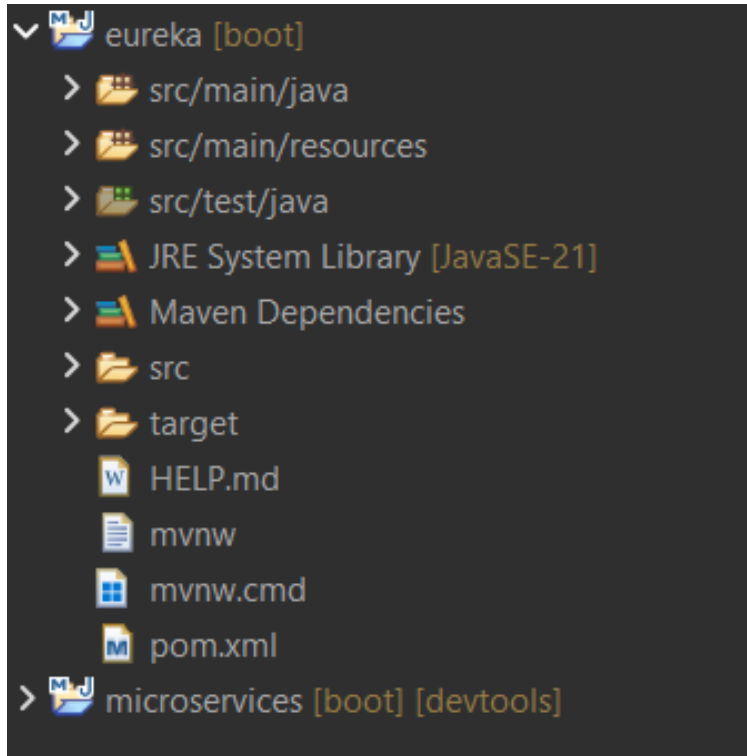 eureka [boot]
src/main/java
src/main/resources
src/test/java
JRE System Library [JavaSE-21]
Maven Dependencies
src
target
HELP.md
mvnw
mvnw.cmd
pom.xml
microservices [boot] [devtools]